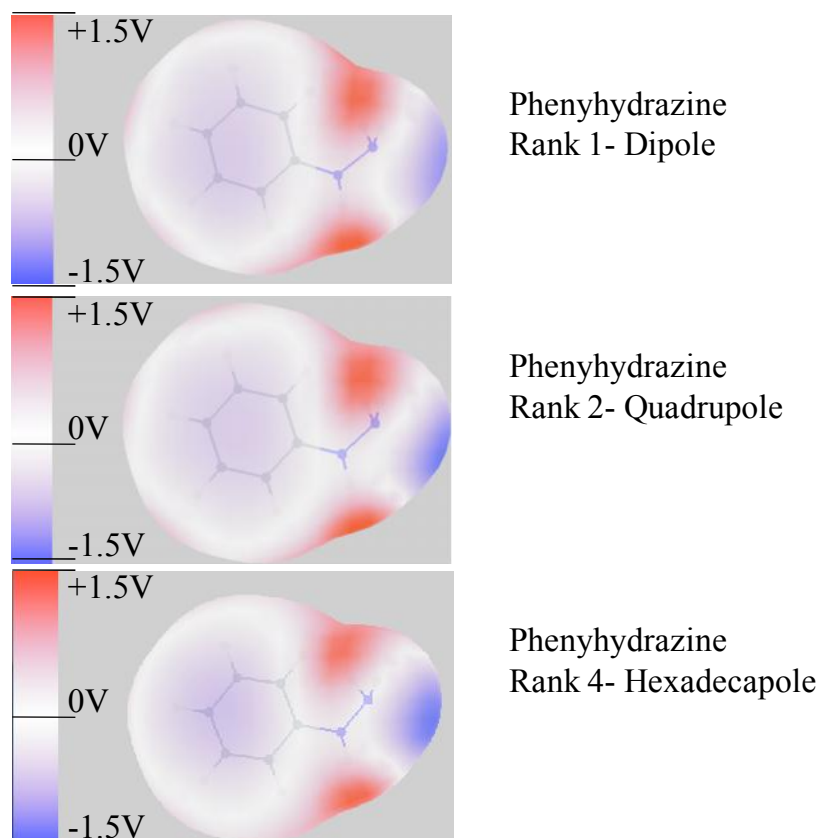 +1.5V
0V
-1.5V
Phenyhydrazine
Rank 1- Dipole
+1.5V
0V
-1.5V
Phenyhydrazine
Rank 2- Quadrupole
+1.5V
0V
-1.5V
Phenyhydrazine
Rank 4- Hexadecapole